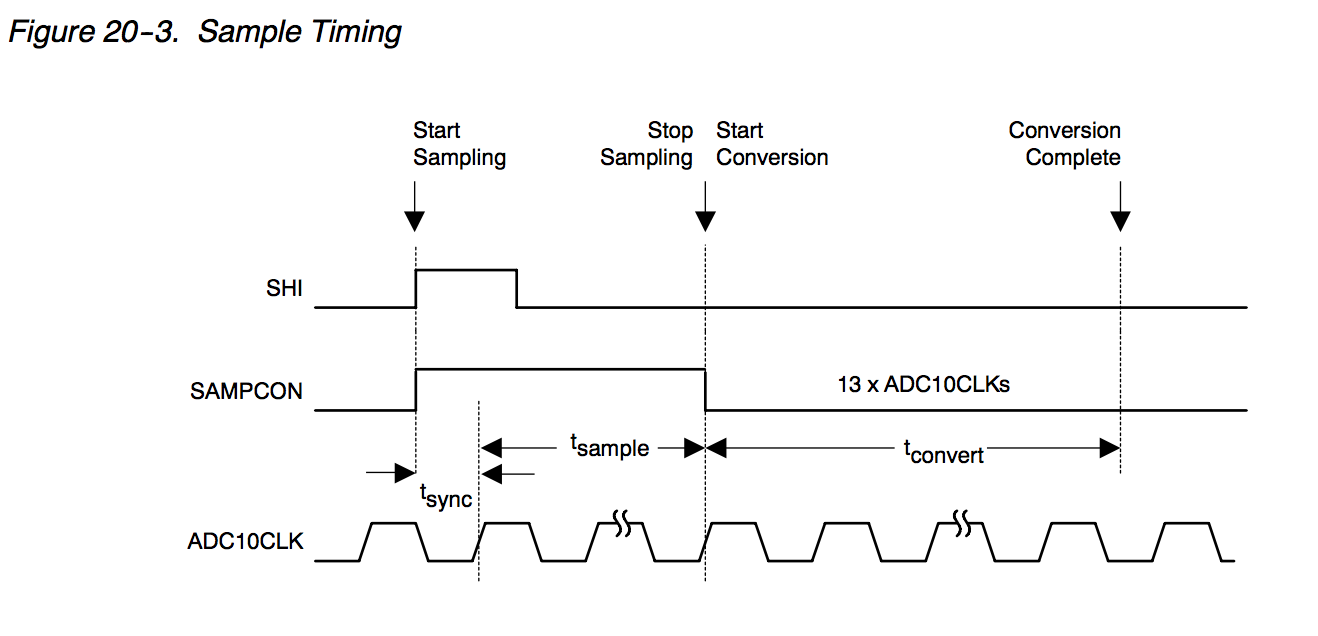 Figure 20-3. Sample Timing
Start
Sampling
Stop
Sampling
Start
Conversion
Conversion
Complete
SHI
SAMPCON
13 x ADC10CLKs
tsample
tconvert
tsync
ADC10CLK